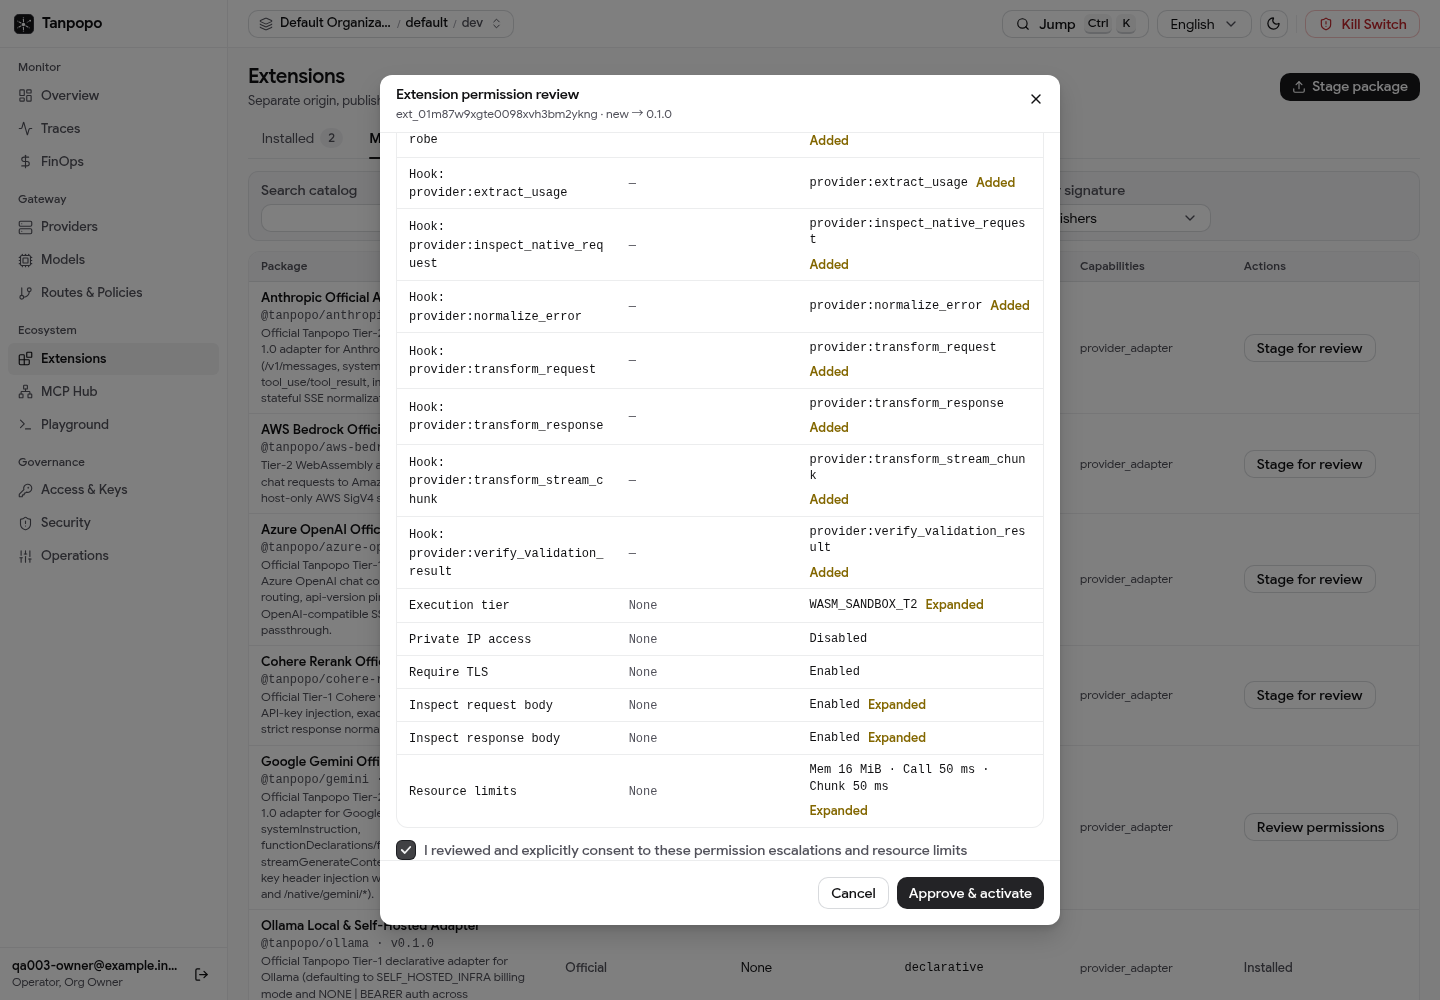 Tanpopo
Default Organiza... / default / dev
Jump Ctrl K
English
Kill Switch
Monitor
Overview
Traces
FinOps
Gateway
Providers
Models
Routes & Policies
Ecosystem
Extensions
MCP Hub
Playground
Governance
Access & Keys
Security
Operations
qa003-owner@example.in...
Operator, Org Owner
Extensions
Separate origin, publish
Stage package
Installed 2
M
Search catalog
signature
shers
Package
Capabilities
Actions
Anthropic Official A
@tanpopo/anthropi
Official Tanpopo Tier-2
1.0 adapter for Anthro
(/v1/messages, system
tool_use/tool_result, in
stateful SSE normalizat
provider_adapter
Stage for review
AWS Bedrock Offici
@tanpopo/aws-bedr
Tier-2 WebAssembly a
chat requests to Amaz
host-only AWS SigV4 s
provider_adapter
Stage for review
Azure OpenAI Offic
@tanpopo/azure-op
Official Tanpopo Tier-
Azure OpenAI chat co
routing, api-version pi
OpenAI-compatible SS
passthrough.
provider_adapter
Stage for review
Cohere Rerank Offi
@tanpopo/cohere-r
Official Tier-1 Cohere
API-key injection, exac
strict response norma
provider_adapter
Stage for review
Google Gemini Offi
@tanpopo/gemini ·
Official Tanpopo Tier-2
1.0 adapter for Google
systemInstruction,
functionDeclarations/f
streamGenerateConte
key header injection w
and /native/gemini/*).
provider_adapter
Review permissions
Ollama Local & Self-Hosted Adapter
@tanpopo/ollama · v0.1.0
Official Tanpopo Tier-1 declarative adapter for
Ollama (defaulting to SELF_HOSTED_INFRA billing
mode and NONE | BEARER auth across
Official
None
declarative
provider_adapter
Installed
Extension permission review
ext_01m87w9xgte0098xvh3bm2ykng · new → 0.1.0
robe
Added
Hook:
provider:extract_usage
—
provider:extract_usage Added
Hook:
provider:inspect_native_req
uest
—
provider:inspect_native_reques
t
Added
Hook:
provider:normalize_error
—
provider:normalize_error Added
Hook:
provider:transform_request
—
provider:transform_request
Added
Hook:
provider:transform_response
—
provider:transform_response
Added
Hook:
provider:transform_stream_c
hunk
—
provider:transform_stream_chun
k
Added
Hook:
provider:verify_validation_
result
—
provider:verify_validation_res
ult
Added
Execution tier None WASM_SANDBOX_T2 Expanded
Private IP access None Disabled
Require TLS None Enabled
Inspect request body None Enabled Expanded
Inspect response body None Enabled Expanded
Resource limits None
Mem 16 MiB · Call 50 ms ·
Chunk 50 ms
Expanded
I reviewed and explicitly consent to these permission escalations and resource limits
Cancel
Approve & activate